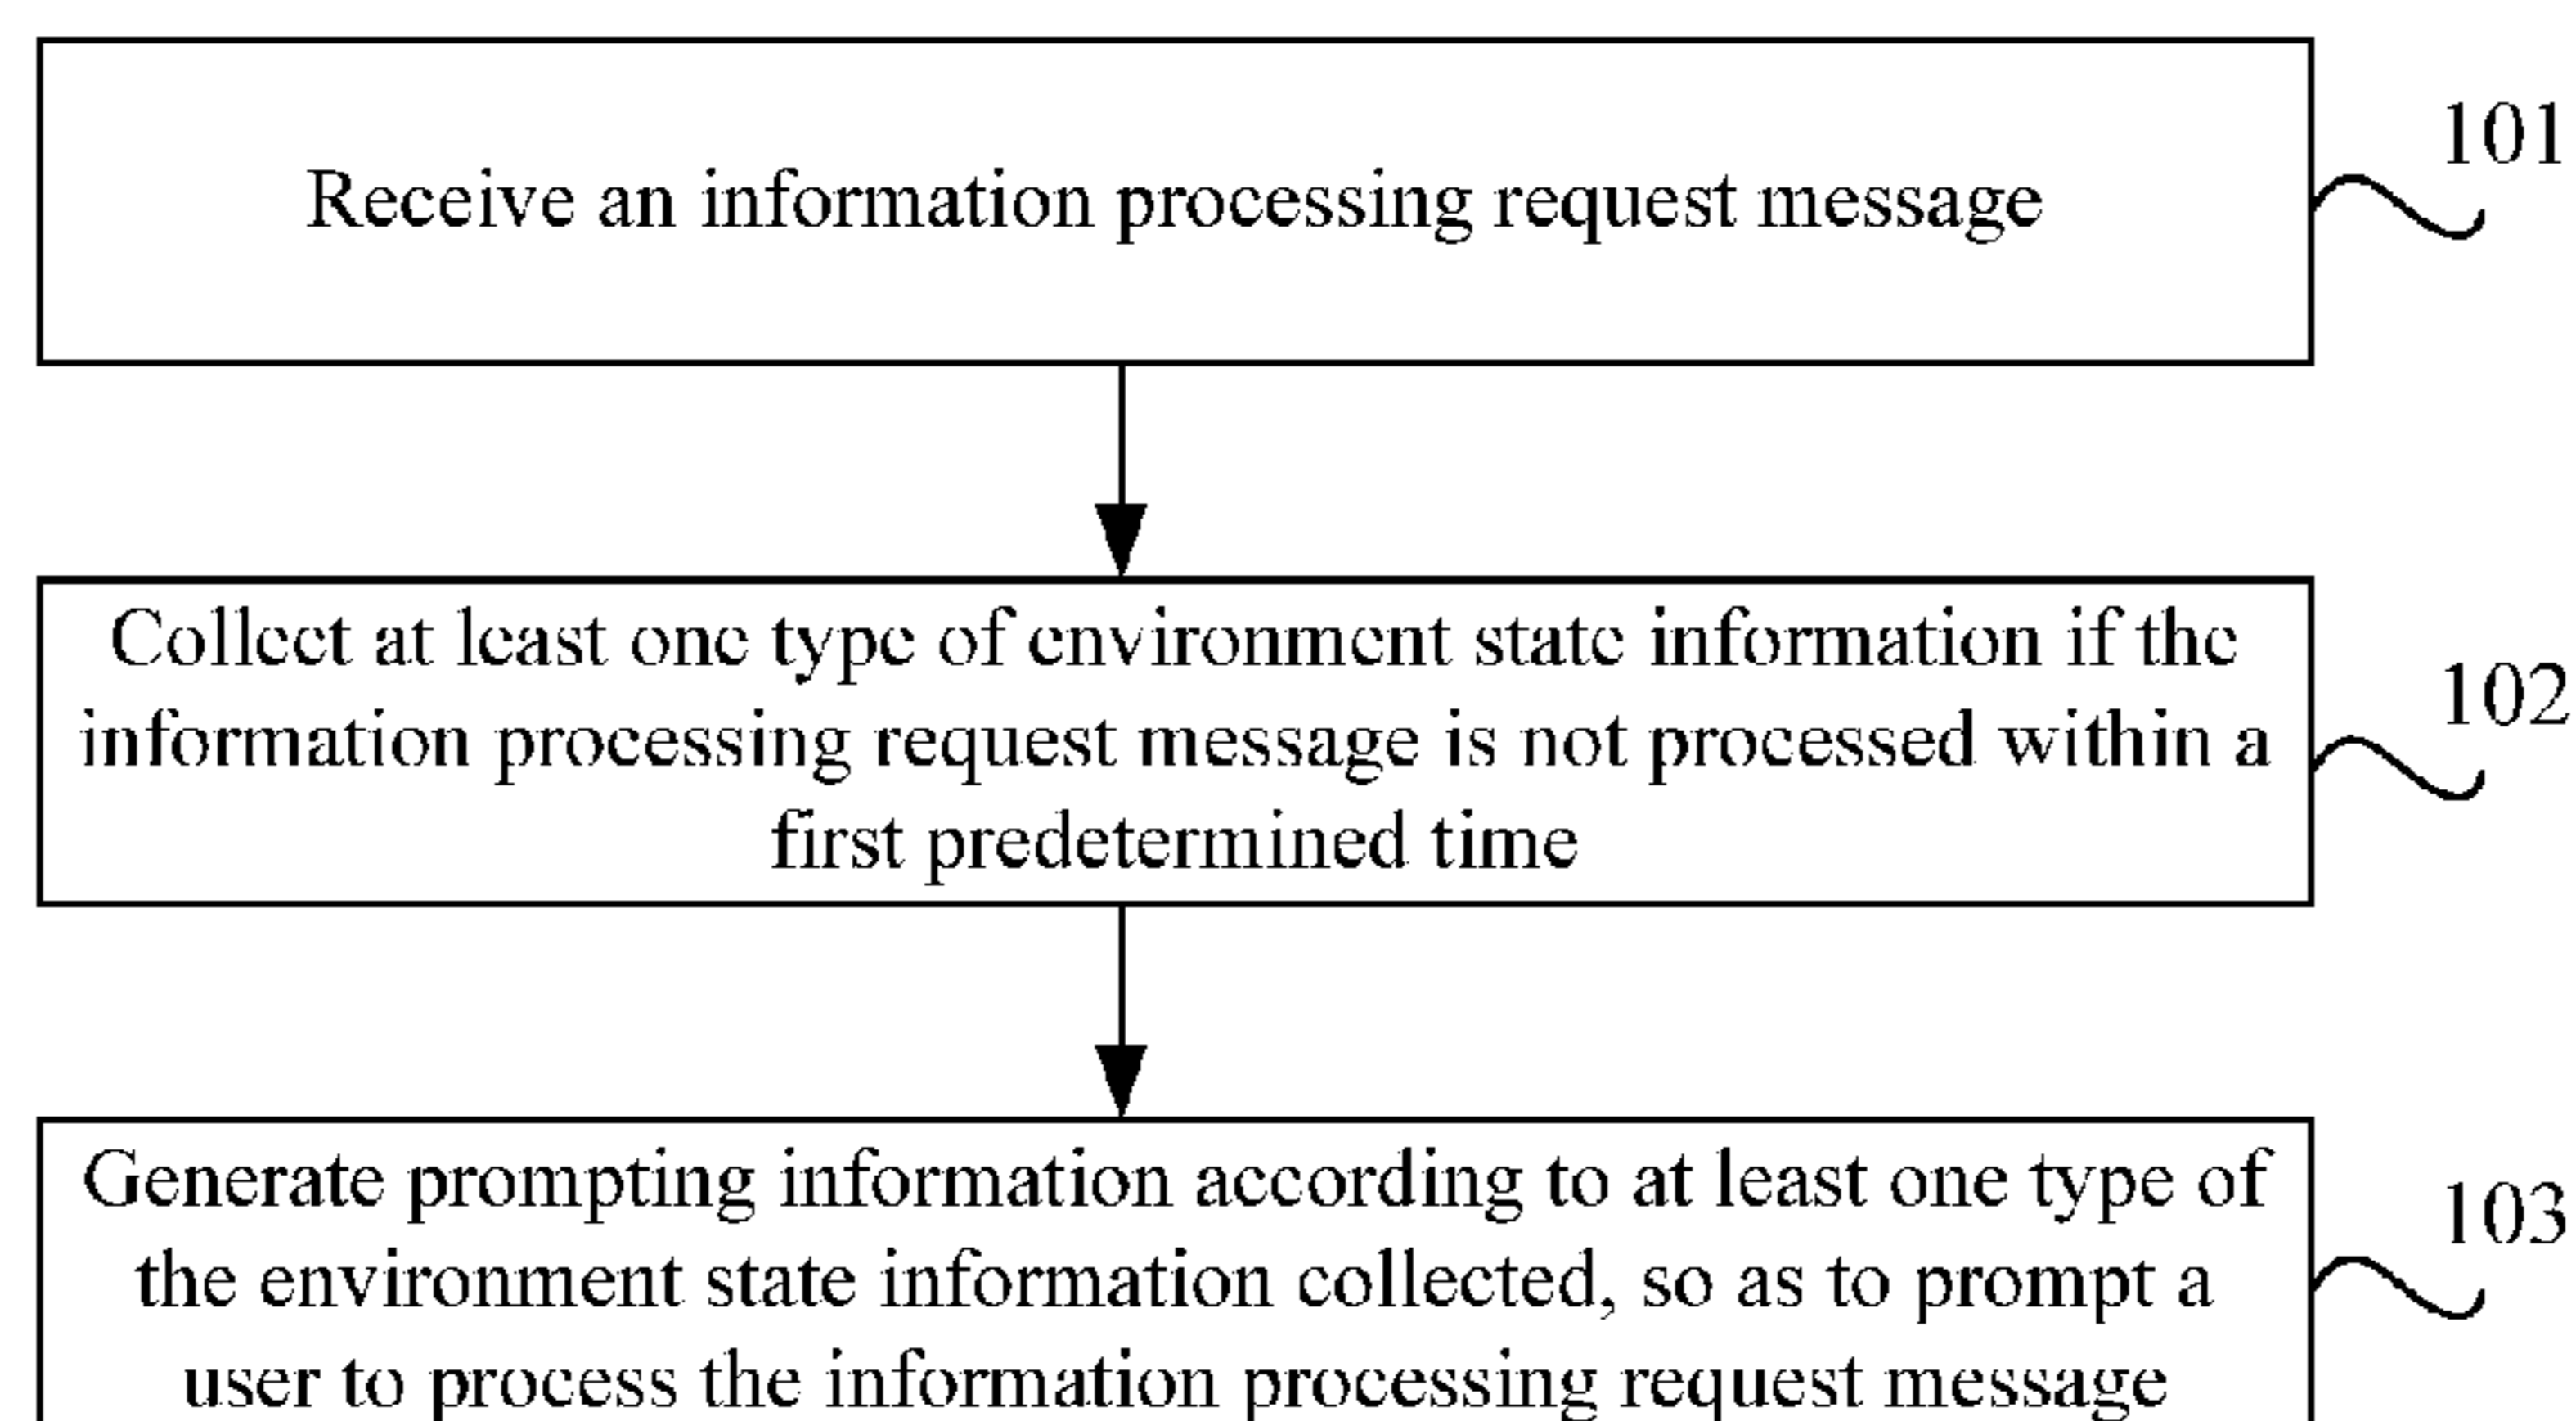 Receive an information processing request message
101
Collect at least one type of environment state information if the
information processing request message is not processed within a
first predetermined time
102
Generate prompting information according to at least one type of
the environment state information collected, so as to prompt a
user to process the information processing request message
103